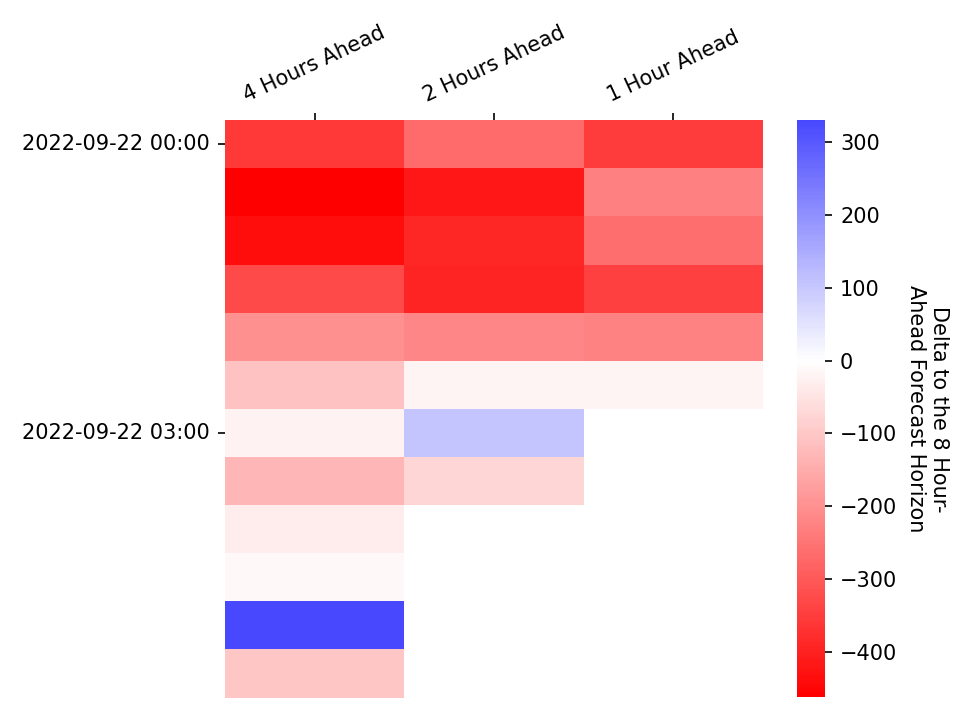 4 Hours Ahead
2 Hours Ahead
1 Hour Ahead
2022-09-22 00:00
2022-09-22 03:00
300
200
100
0
−100
−200
−300
−400
Delta to the 8 Hour-
Ahead Forecast Horizon